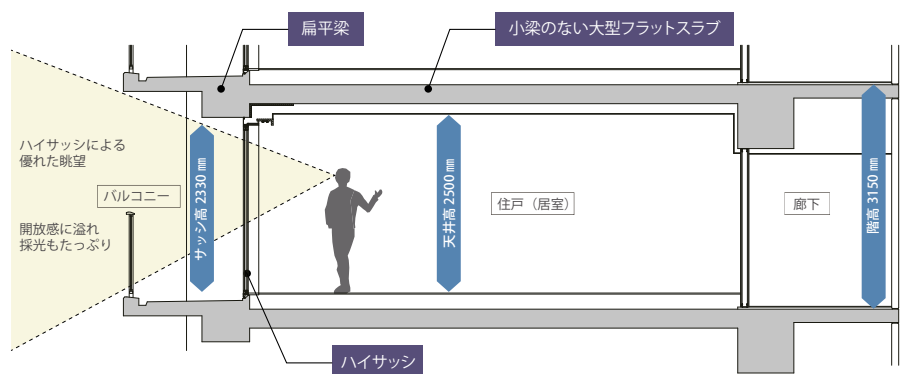 扁平梁
小梁のない大型フラットスラブ
ハイサッシによる
優れた眺望
バルコニー
開放感に溢れ
採光もたっぷり
サッシ高 2330 ㎜
天井高 2500 ㎜
住戸（居室）
廊下
階高 3150 ㎜
ハイサッシ